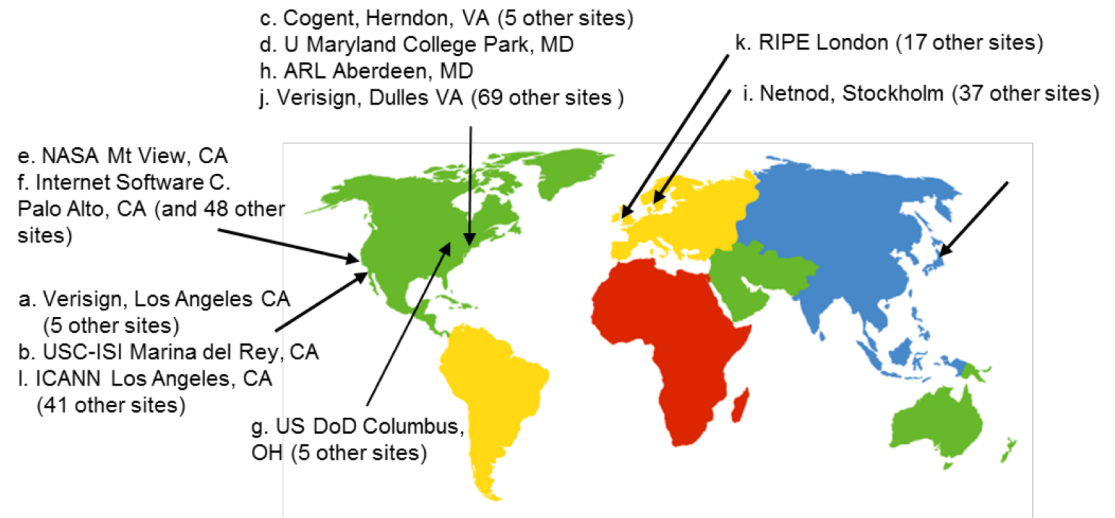 c. Cogent, Herndon, VA (5 other sites)
d. U Maryland College Park, MD
h. ARL Aberdeen, MD
j. Verisign, Dulles VA (69 other sites )
k. RIPE London (17 other sites)
i. Netnod, Stockholm (37 other sites)
e. NASA Mt View, CA
f. Internet Software C.
Palo Alto, CA (and 48 other
sites)
a. Verisign, Los Angeles CA
(5 other sites)
b. USC-ISI Marina del Rey, CA
l. ICANN Los Angeles, CA
(41 other sites)
g. US DoD Columbus,
OH (5 other sites)